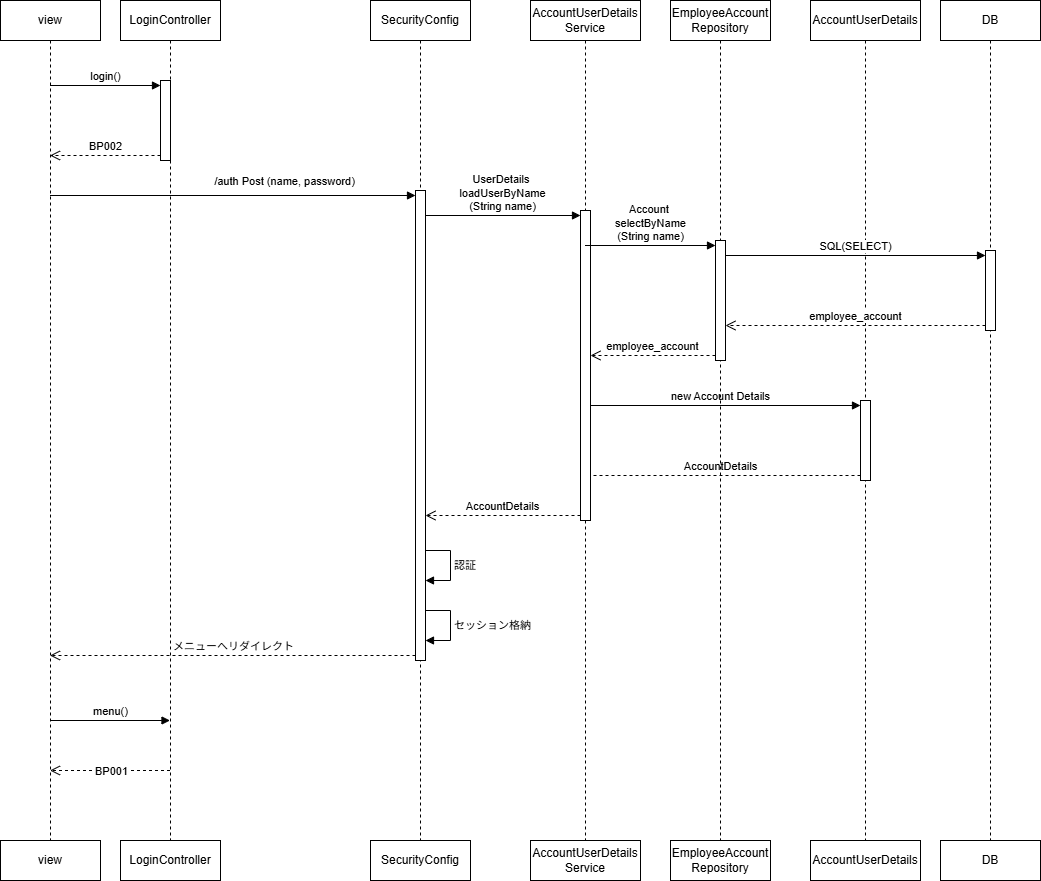 view
LoginController
SecurityConfig
AccountUserDetails
Service
EmployeeAccount
Repository
AccountUserDetails
DB
login()
BP002
/auth Post (name, password)
UserDetails
loadUserByName
(String name)
Account
selectByName
(String name)
SQL(SELECT)
employee_account
employee_account
new Account Details
AccountDetails
AccountDetails
認証
セッション格納
メニューへリダイレクト
menu()
BP001
view
LoginController
SecurityConfig
AccountUserDetails
Service
EmployeeAccount
Repository
AccountUserDetails
DB